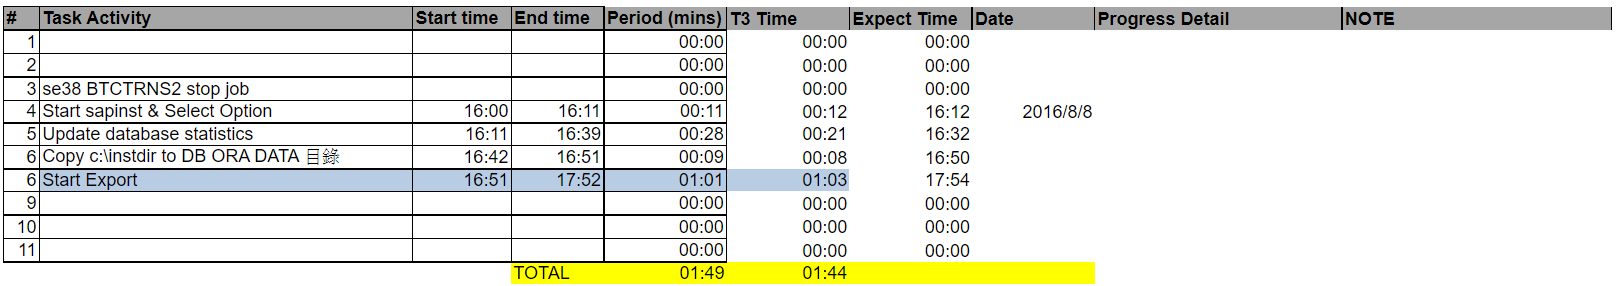 # Task Activity Start time End time Period (mins) T3 Time Expect Time Date Progress Detail NOTE
1 00:00 00:00 00:00
2 00:00 00:00 00:00
3 se38 BTCTRNS2 stop job 00:00 00:00 00:00
4 Start sapinst & Select Option 16:00 16:11 00:11 00:12 16:12 2016/8/8
5 Update database statistics 16:11 16:39 00:28 00:21 16:32
6 Copy c:\instdir to DB ORA DATA 目錄 16:42 16:51 00:09 00:08 16:50
6 Start Export 16:51 17:52 01:01 01:03 17:54
9 00:00 00:00 00:00
10 00:00 00:00 00:00
11 00:00 00:00 00:00
TOTAL 01:49 01:44